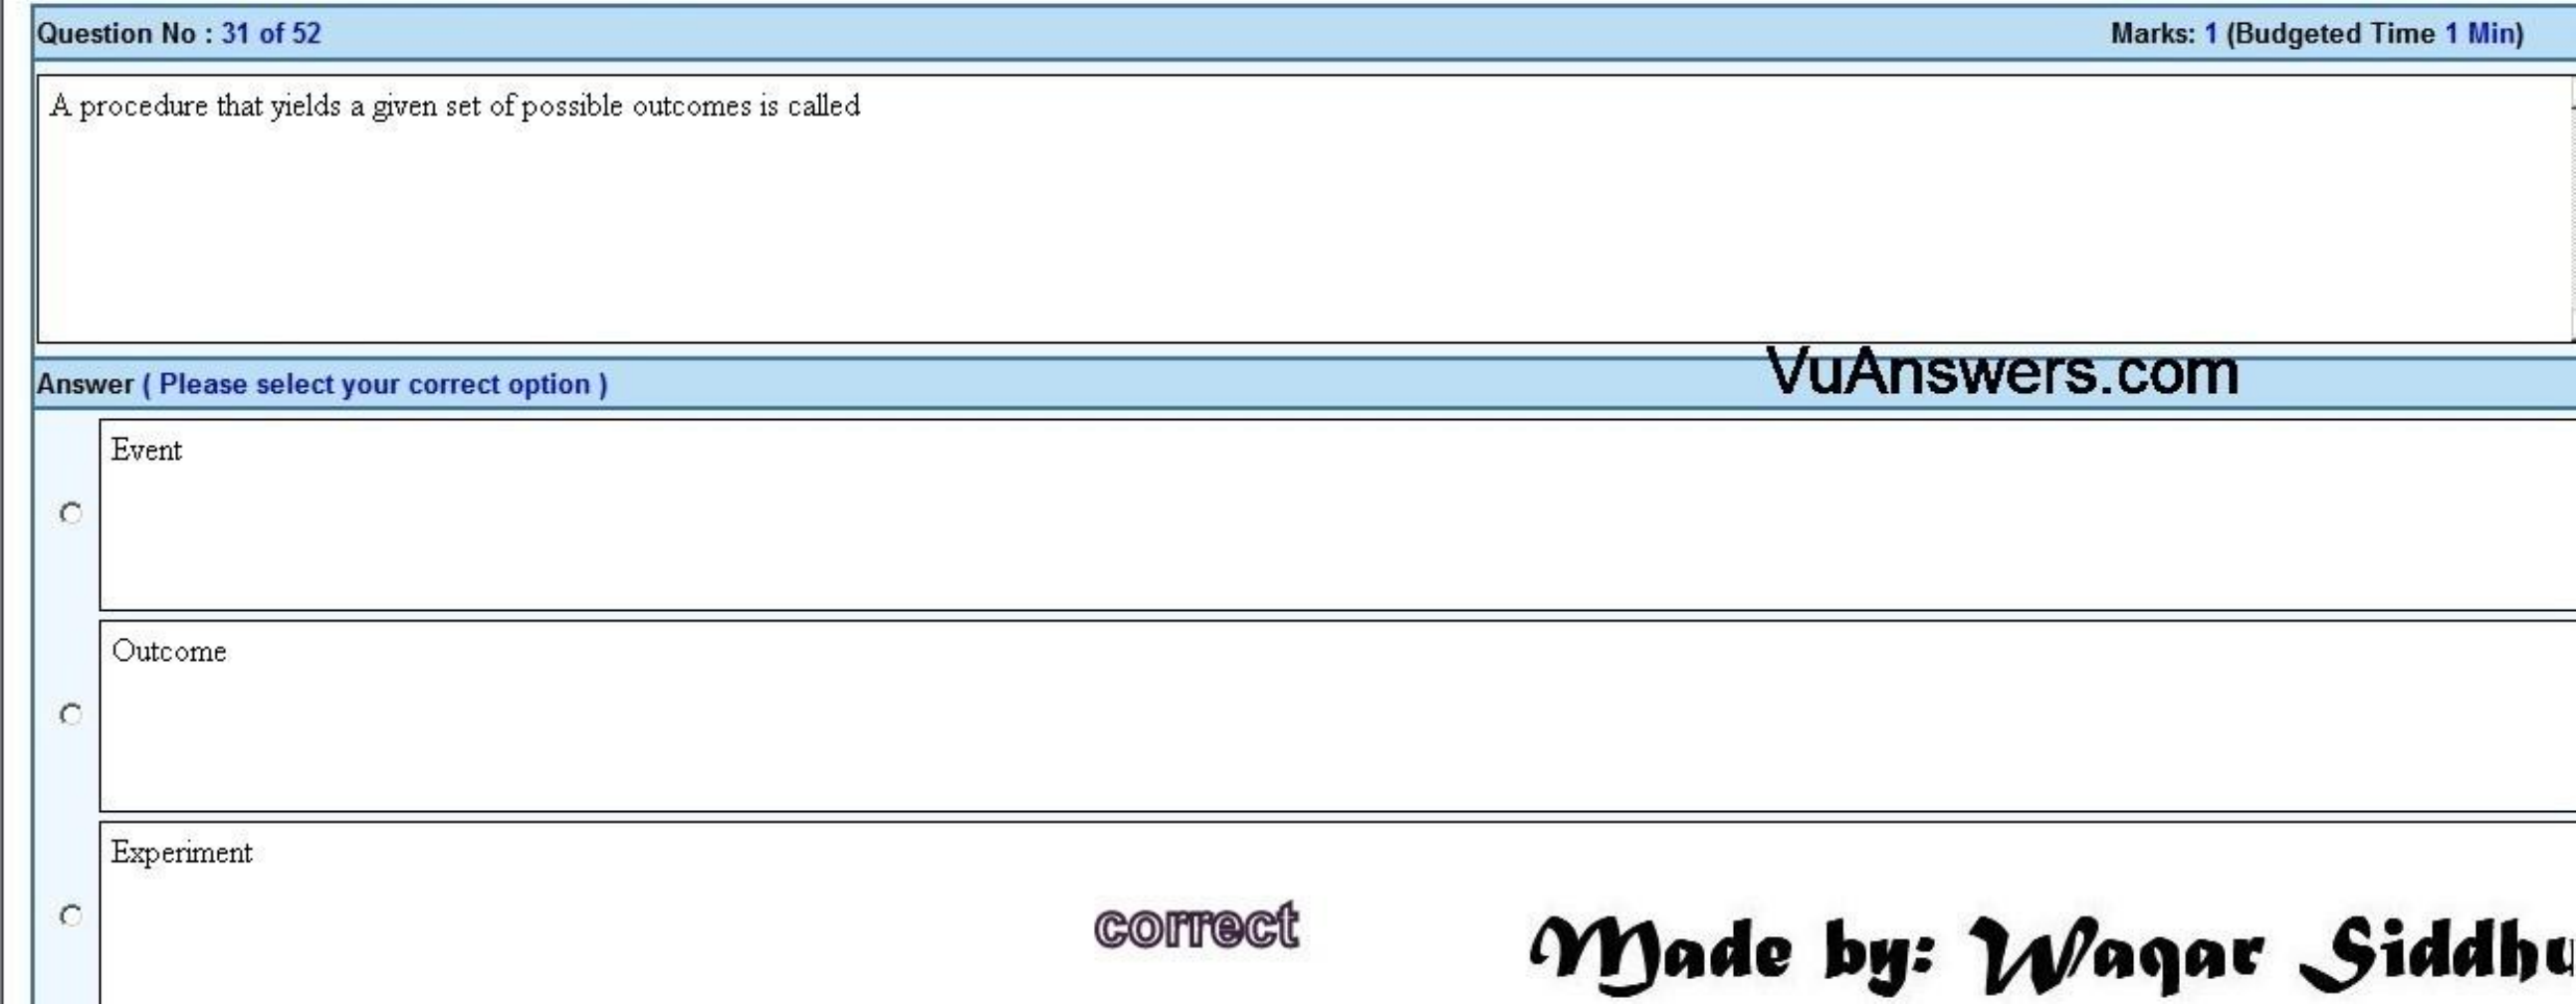 Question No : 31 of 52 Marks: 1 (Budgeted Time 1 Min)
A procedure that yields a given set of possible outcomes is called
VuAnswers.com
Answer ( Please select your correct option )
Event
Outcome
Experiment
correct
Made by: Waqar Siddhu